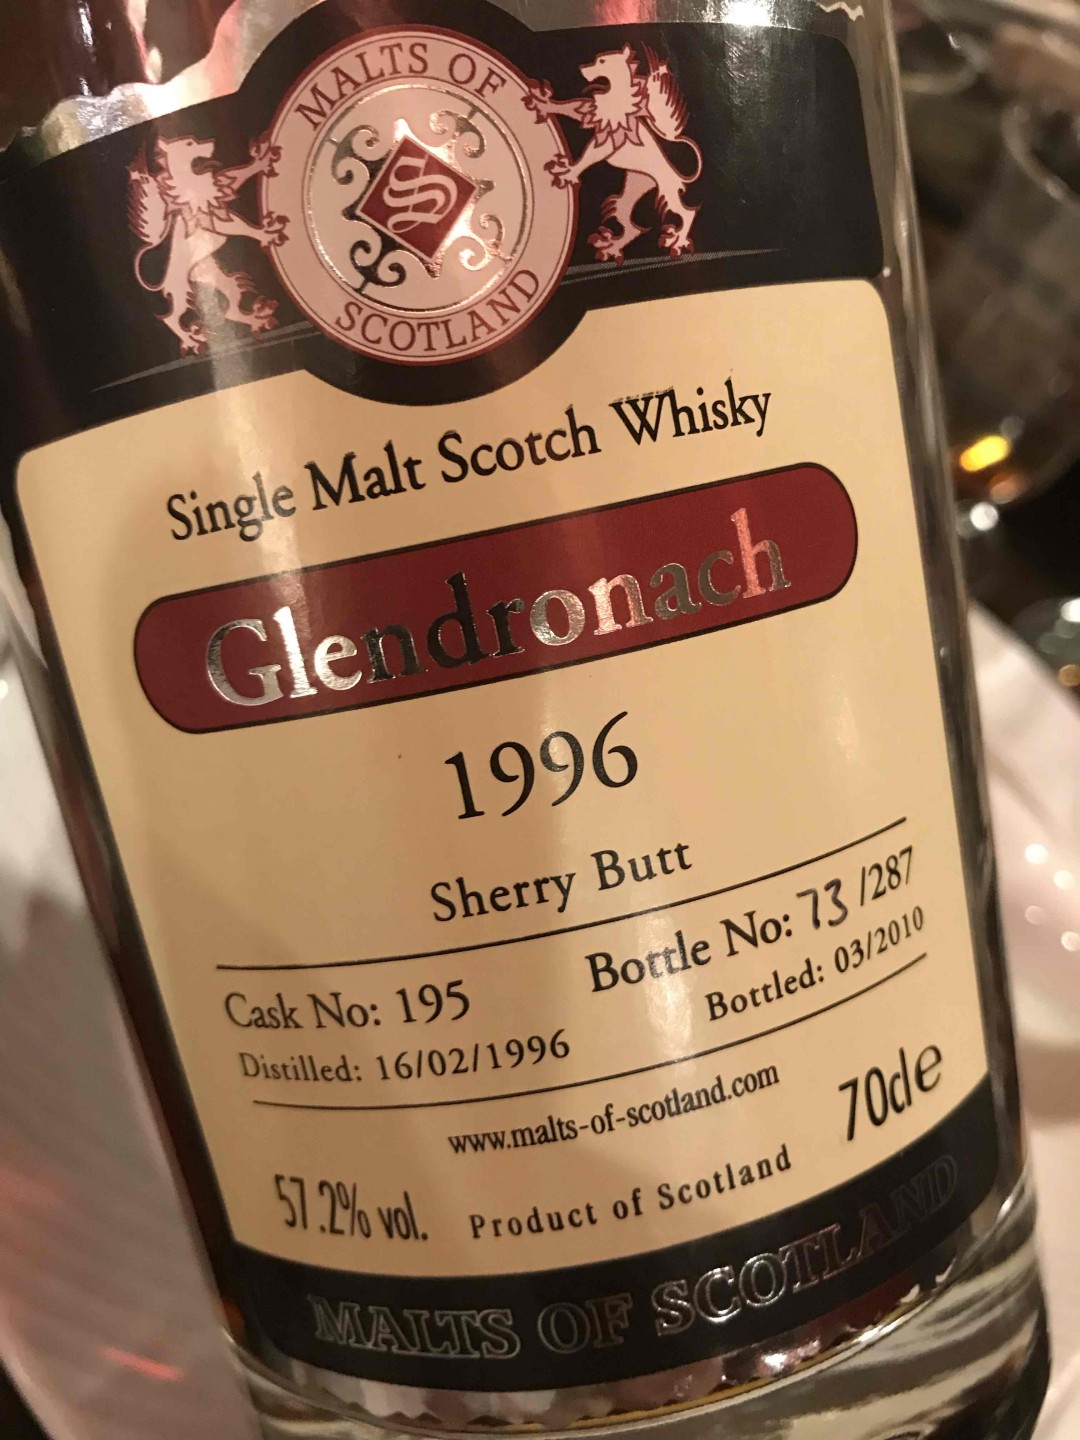 MALTS OF
SCOTLAND
S
Single Malt Scotch Whisky
Glendronach
1996
Sherry Butt
Cask No: 195
Distilled: 16/02/1996
Bottle No: 73 /287
Bottled: 03/2010
www.malts-of-scotland.com
57.2% vol.
Product of Scotland
70cl e
MALTS OF SCOTLAND